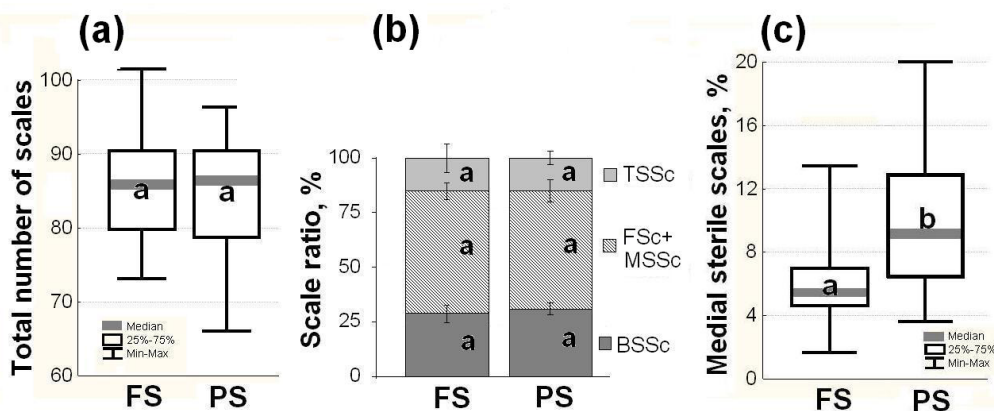 (a)
Total number of scales
100
90
80
70
60
a
a
Median
25%-75%
Min-Max
FS
PS
(b)
Scale ratio, %
100
75
50
25
0
a
a
TSSc
a
a
FSc+
MSSc
a
a
BSSc
FS
PS
(c)
Medial sterile scales, %
20
16
12
8
4
0
a
b
Median
25%-75%
Min-Max
FS
PS